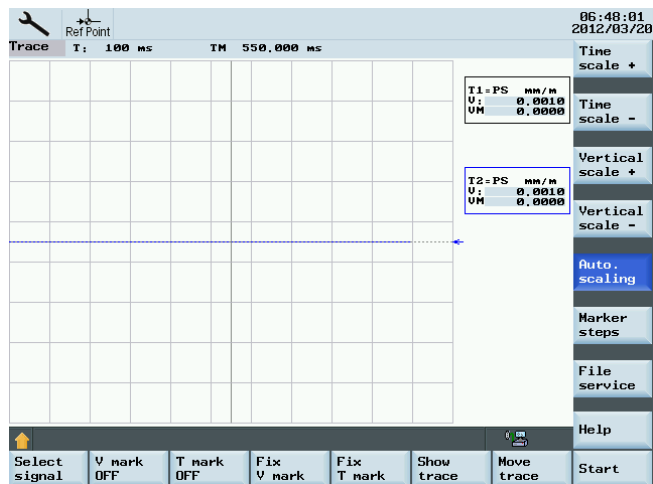 Ref Point
06:48:01
2012/03/20
Trace T: 100 ms TM 550.000 ms
T1=PS mm/m
V: 0.0010
VM 0.0000
T2=PS mm/m
V: 0.0010
VM 0.0000
Time
scale +
Time
scale -
Vertical
scale +
Vertical
scale -
Auto.
scaling
Marker
steps
File
service
Help
Select
signal
V mark
OFF
T mark
OFF
Fix
V mark
Fix
T mark
Show
trace
Move
trace
Start